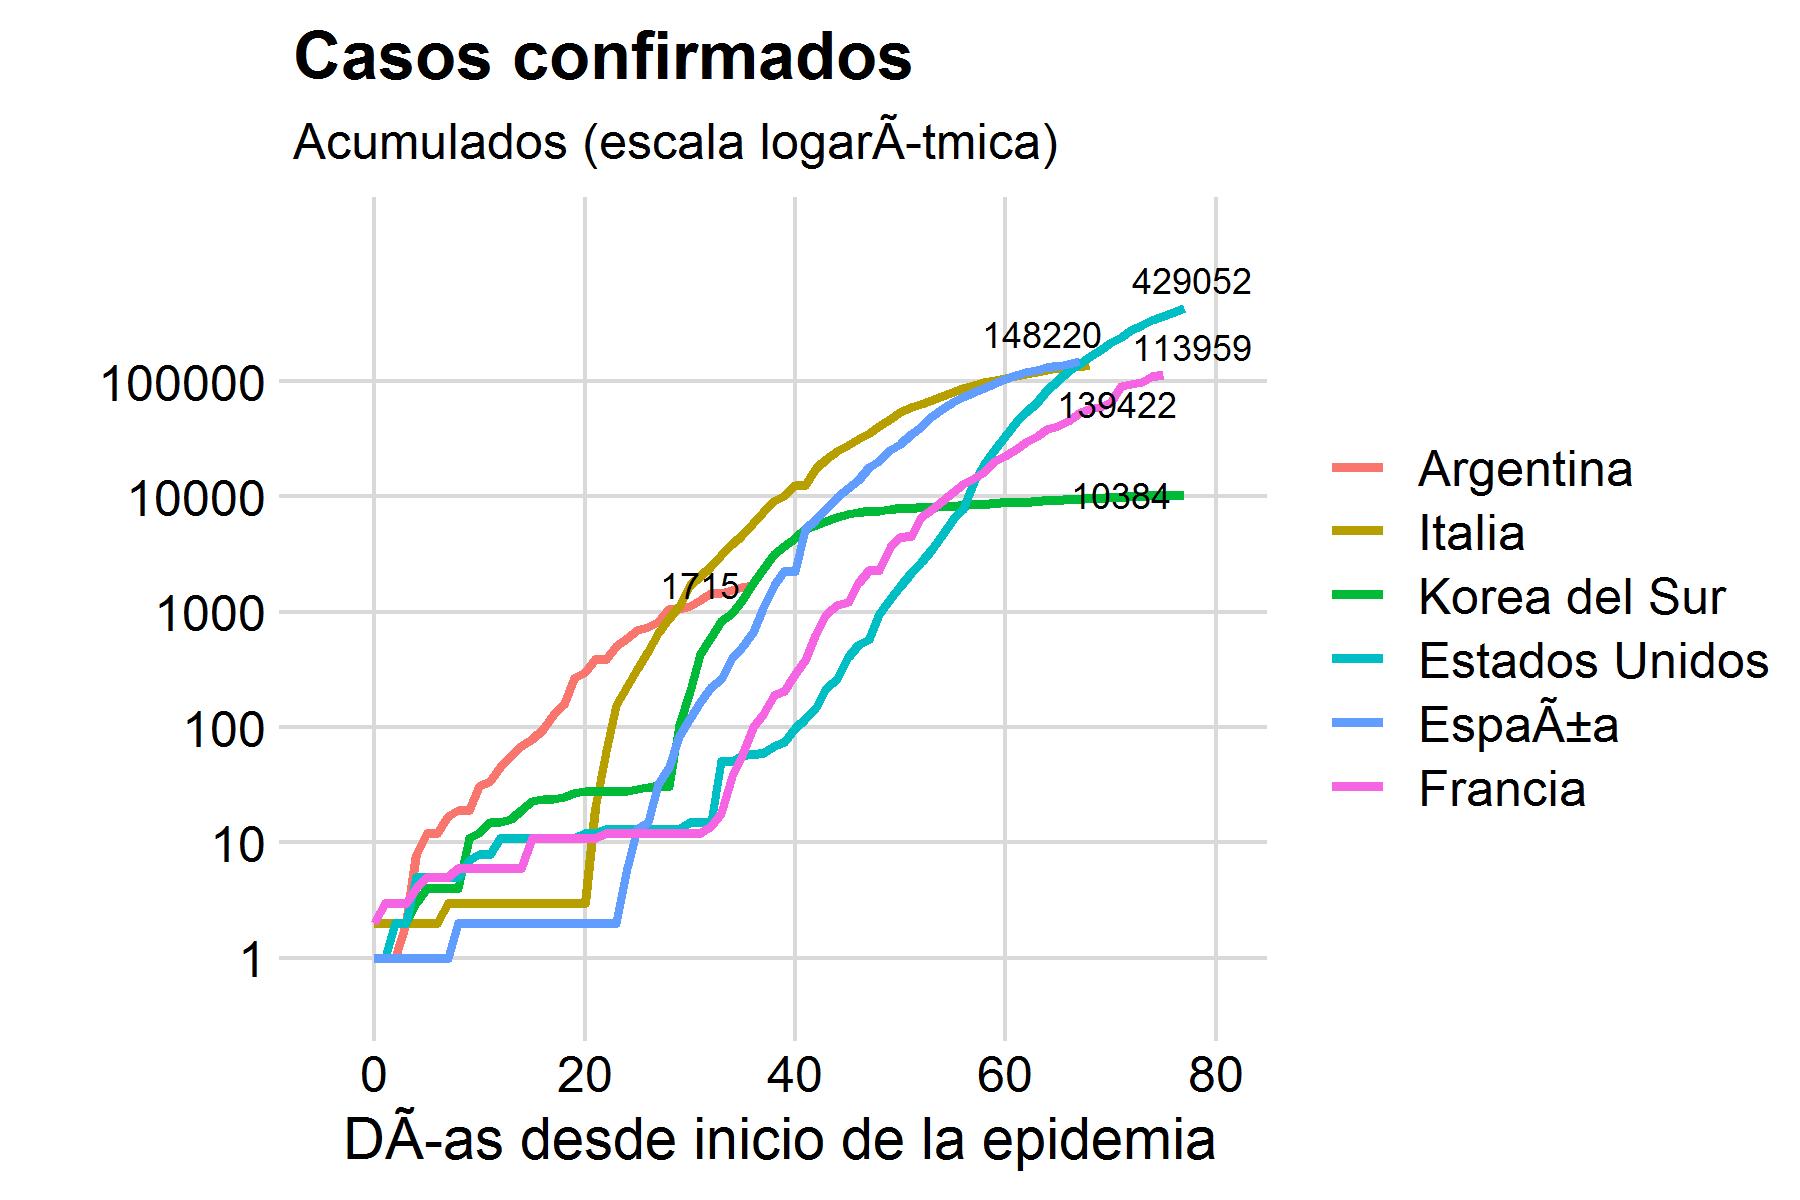 Casos confirmados
Acumulados (escala logarÃ-tmica)
429052
148220
113959
100000
139422
10000
10384
1715
1000
100
10
1
0 20 40 60 80
DÃ-as desde inicio de la epidemia
Argentina
Italia
Korea del Sur
Estados Unidos
EspaÃ±a
Francia